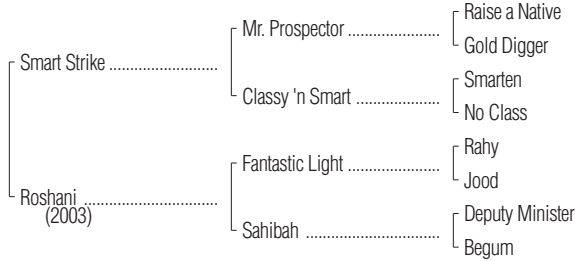 Raise a Native
Mr. Prospector ....................
Gold Digger
Smart Strike ..........................
Smarten
Classy 'n Smart ....................
No Class
Rahy
Fantastic Light ......................
Jood
Roshani ................................
(2003)
Deputy Minister
Sahibah ................................
Begum